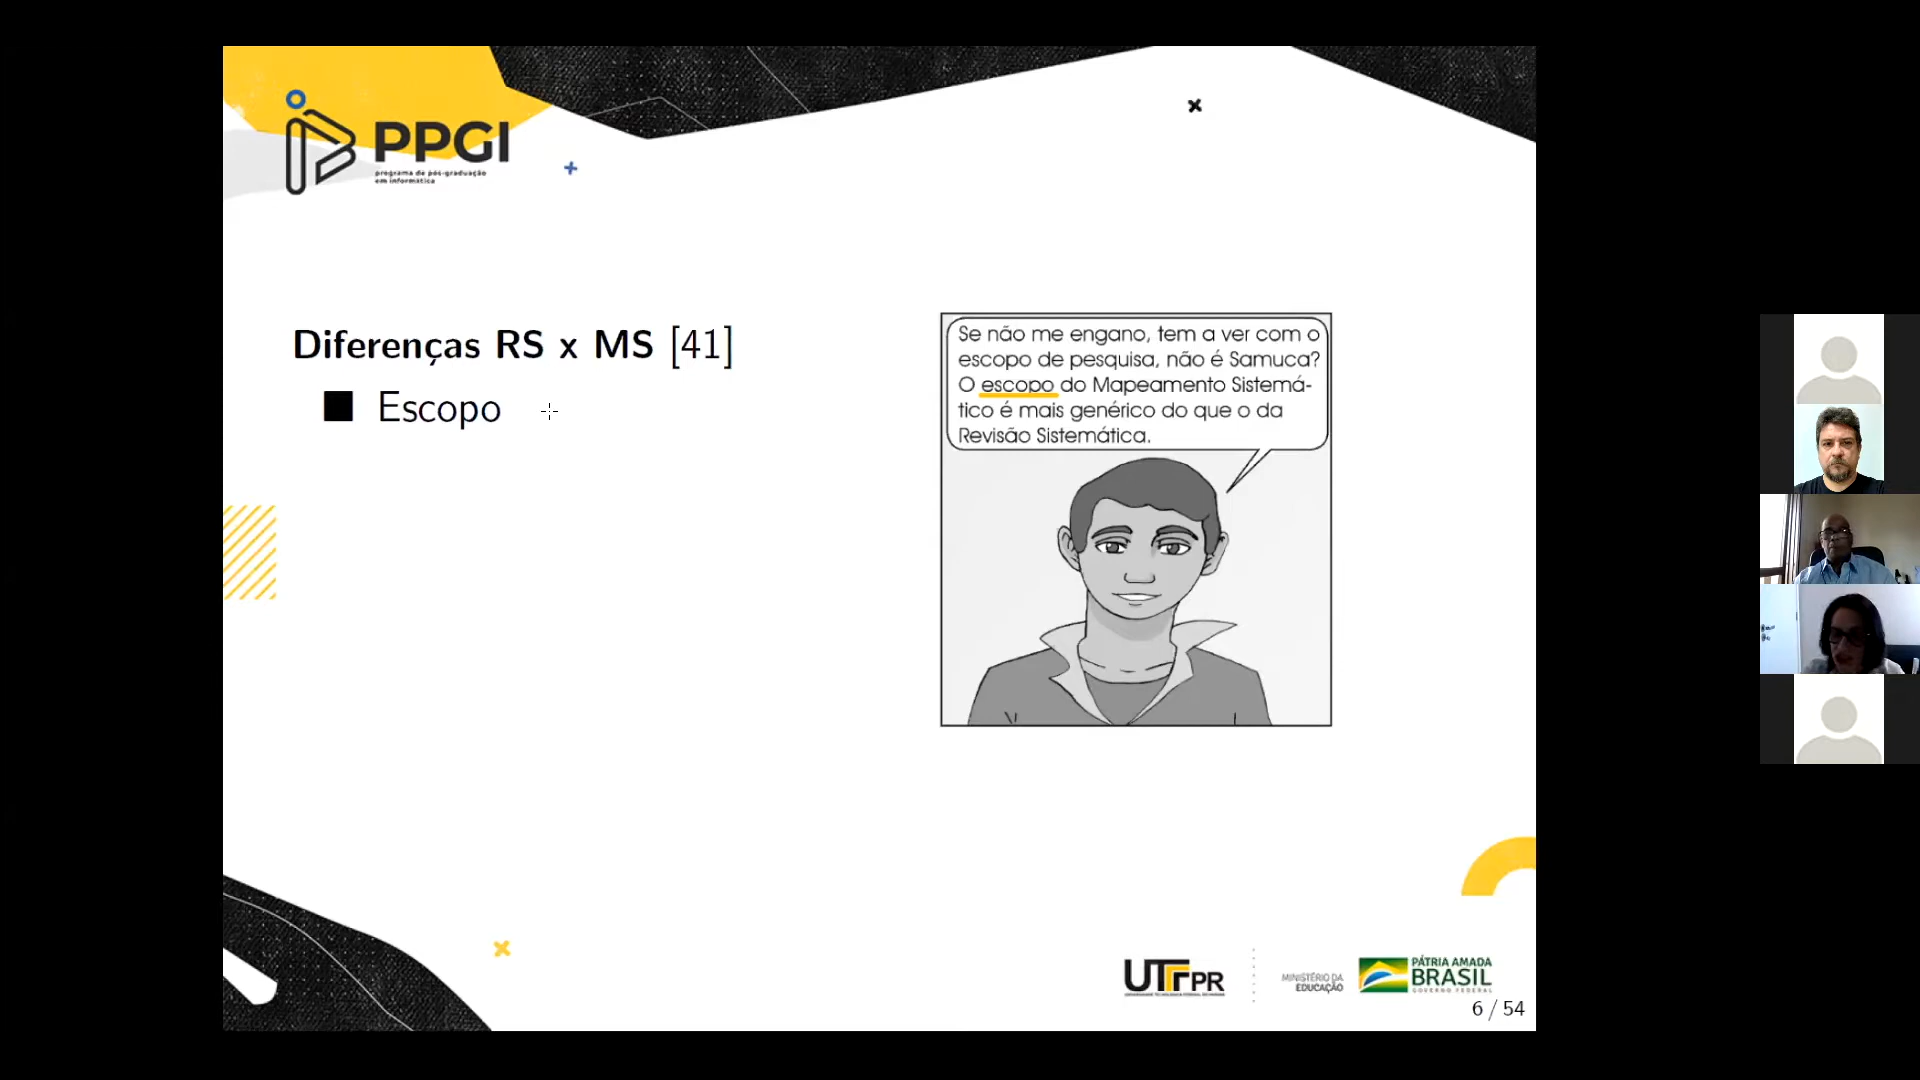 PPGI
programa de pós-graduação
em informática
Diferenças RS x MS [41]
Escopo
Se não me engano, tem a ver com o
escopo de pesquisa, não é Samuca?
O escopo do Mapeamento Sistemá-
tico é mais genérico do que o da
Revisão Sistemática.
UTFPR
MINISTÉRIO DA
EDUCAÇÃO
PÁTRIA AMADA
BRASIL
GOVERNO FEDERAL
6 / 54